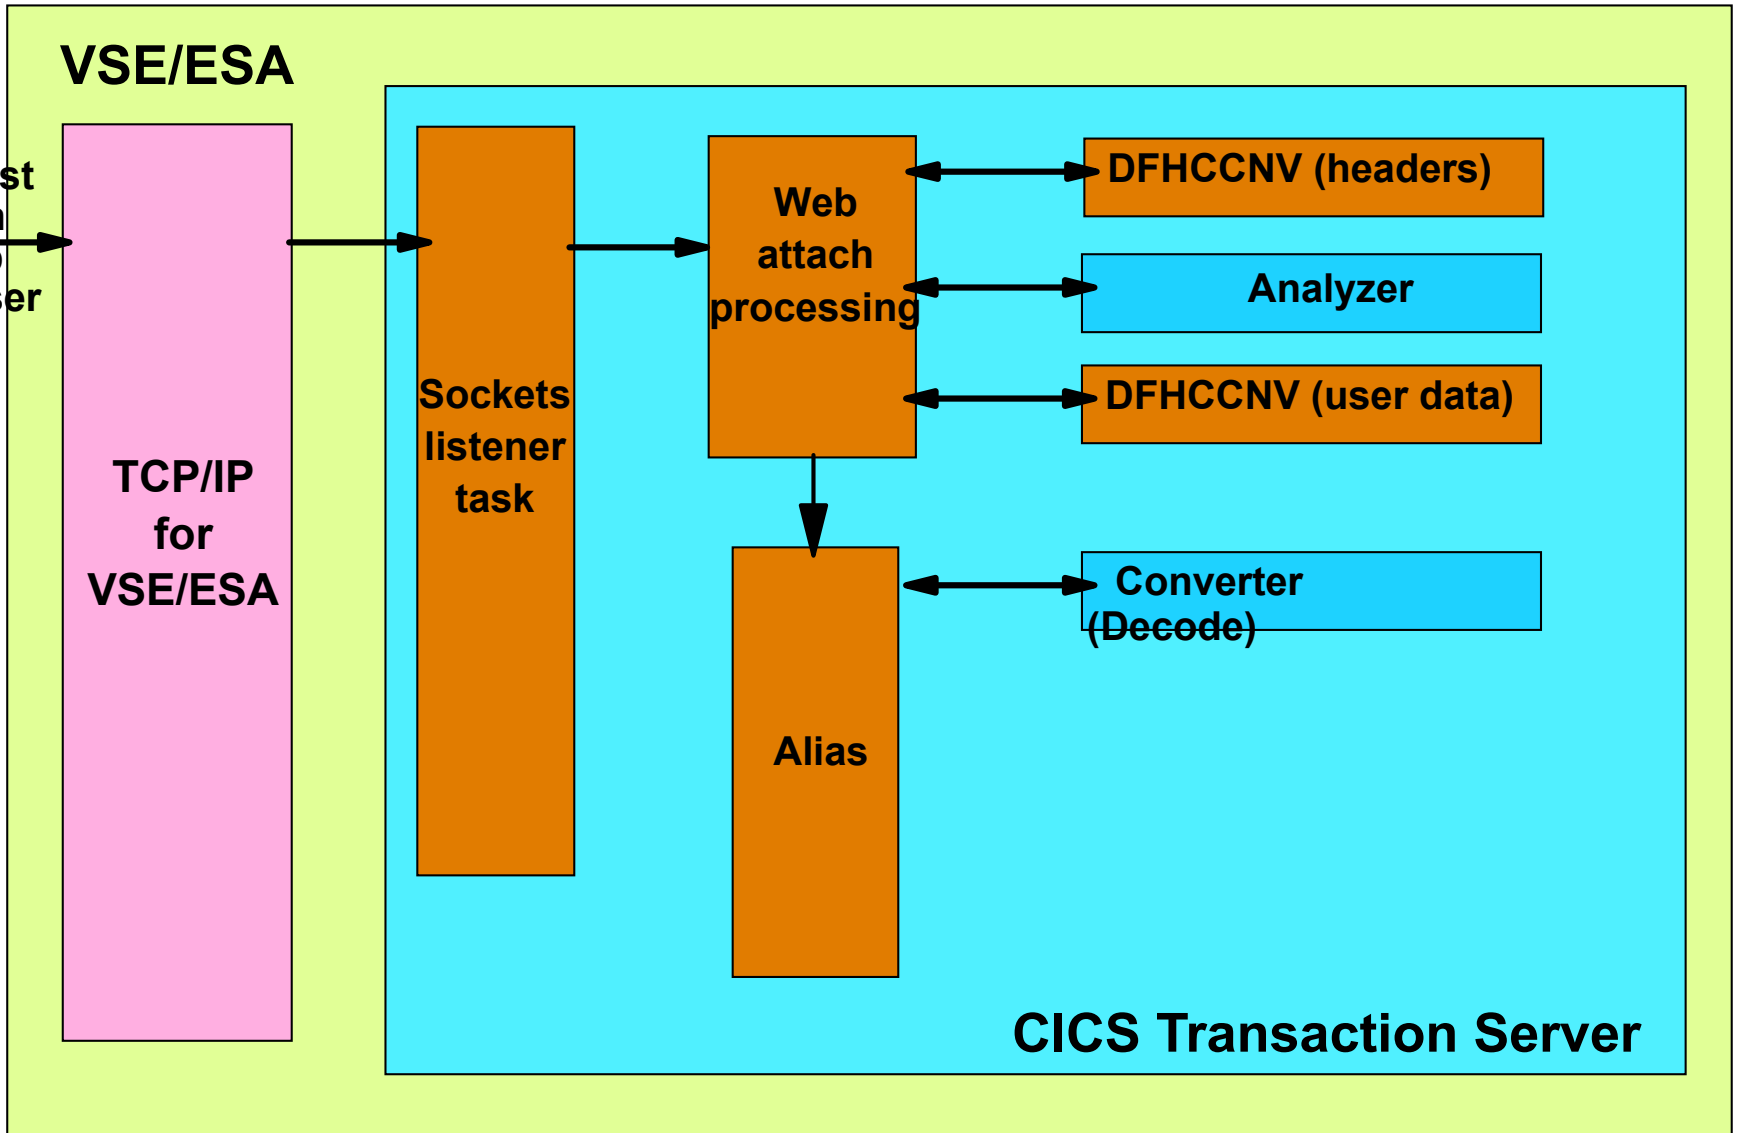 VSE/ESA
TCP/IP
for
VSE/ESA
Sockets
listener
task
Web
attach
processing
DFHCCNV (headers)
Analyzer
DFHCCNV (user data)
Converter
(Decode)
Alias
CICS Transaction Server